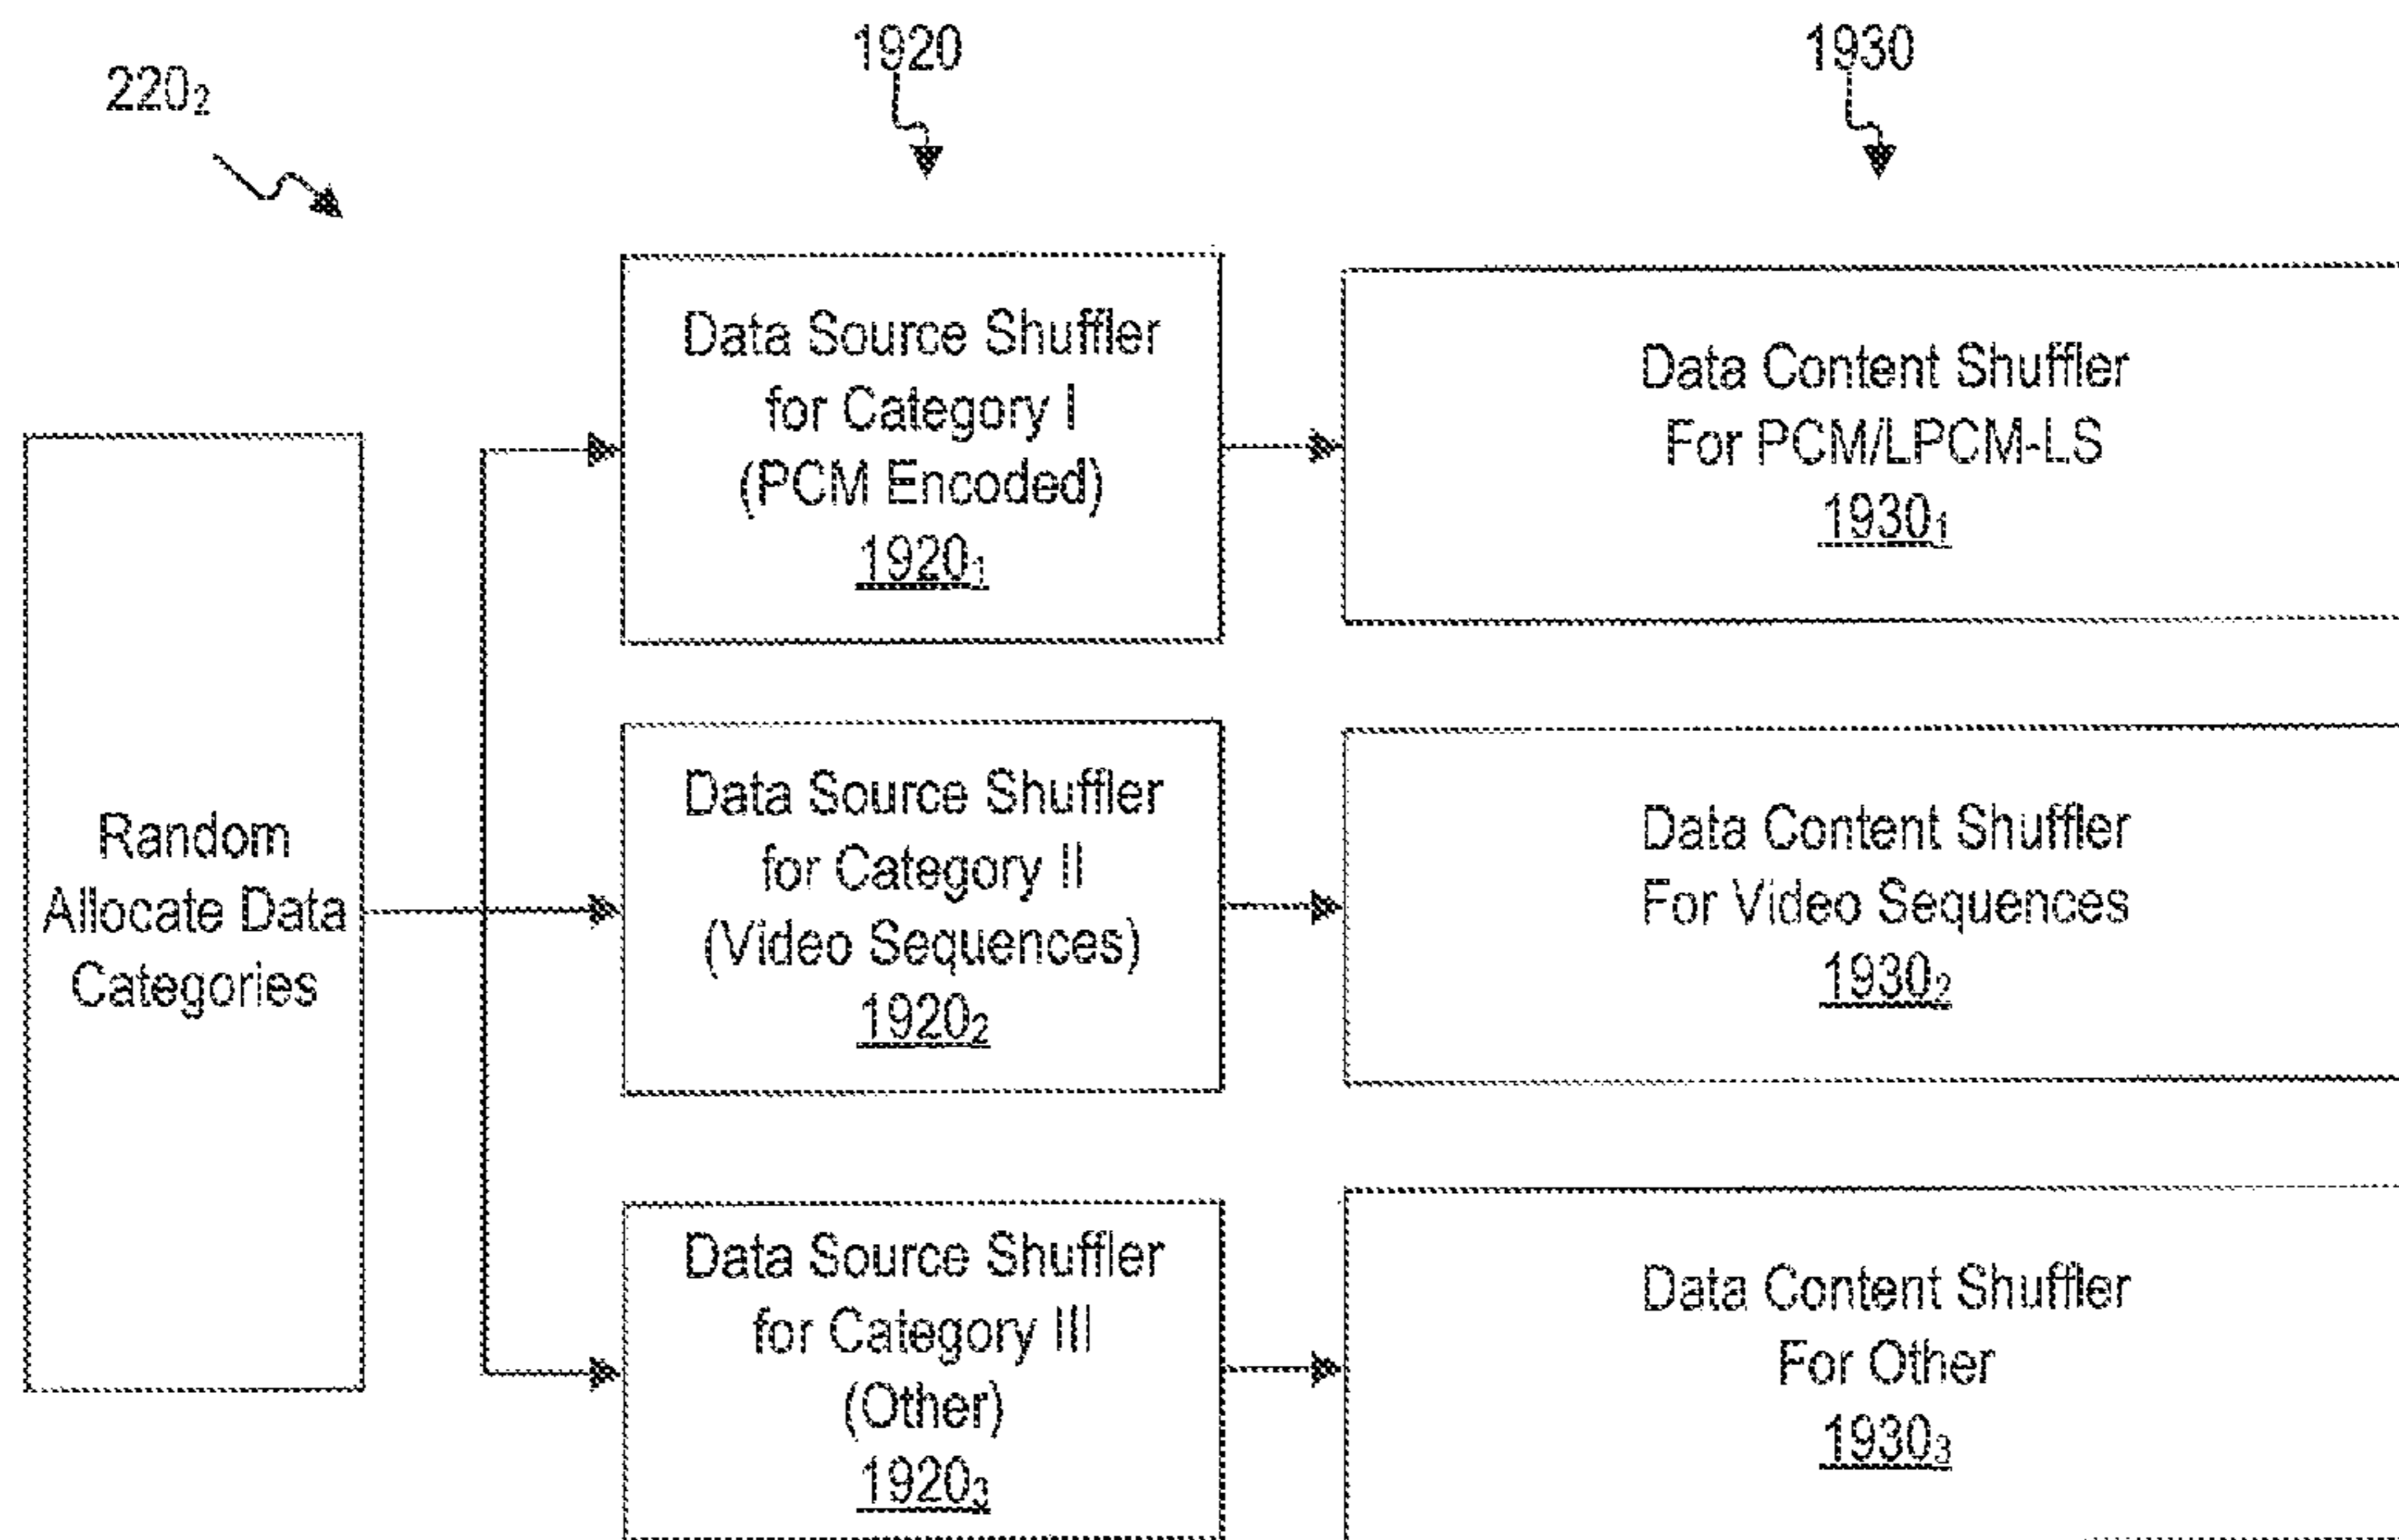 220₂
1920
1930
Random
Allocate Data
Categories
Data Source Shuffler
for Category I
(PCM Encoded)
1920₁
Data Content Shuffler
For PCM/LPCM-LS
1930₁
Data Source Shuffler
for Category II
(Video Sequences)
1920₂
Data Content Shuffler
For Video Sequences
1930₂
Data Source Shuffler
for Category III
(Other)
1920₃
Data Content Shuffler
For Other
1930₃